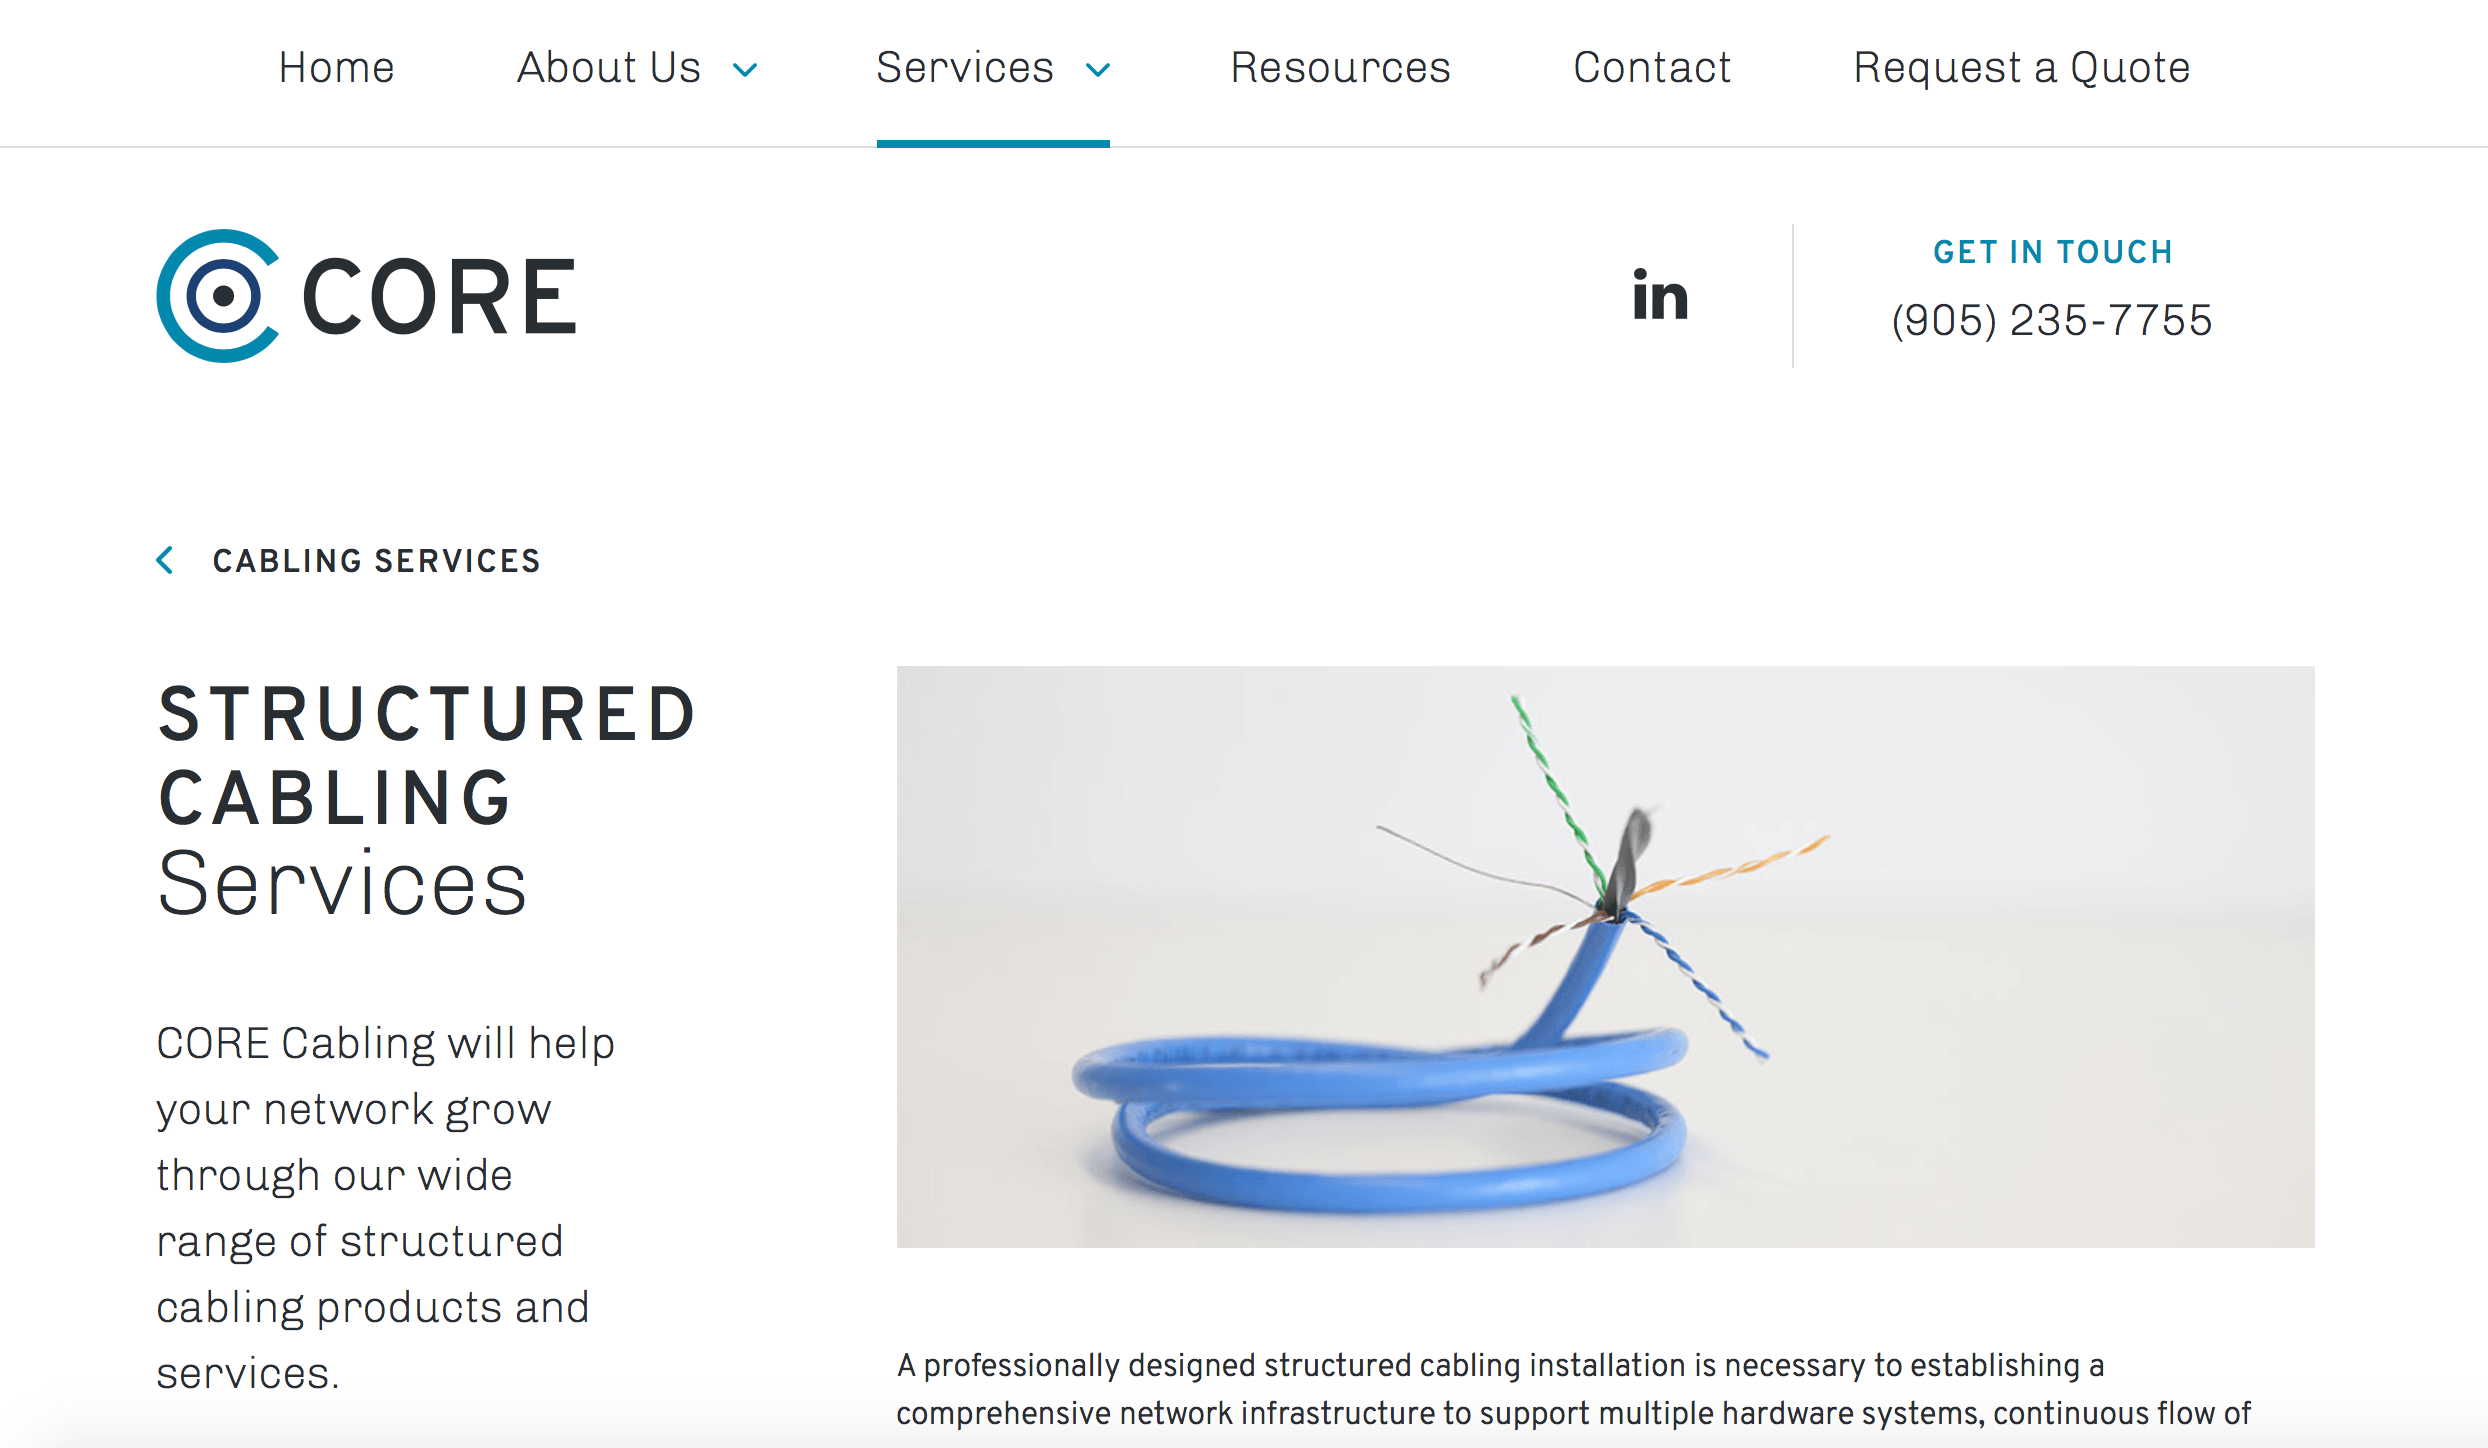 Home About Us Services Resources Contact Request a Quote
CORE
in
GET IN TOUCH
(905) 235-7755
CABLING SERVICES
STRUCTURED
CABLING
Services
CORE Cabling will help
your network grow
through our wide
range of structured
cabling products and
services.
A professionally designed structured cabling installation is necessary to establishing a
comprehensive network infrastructure to support multiple hardware systems, continuous flow of